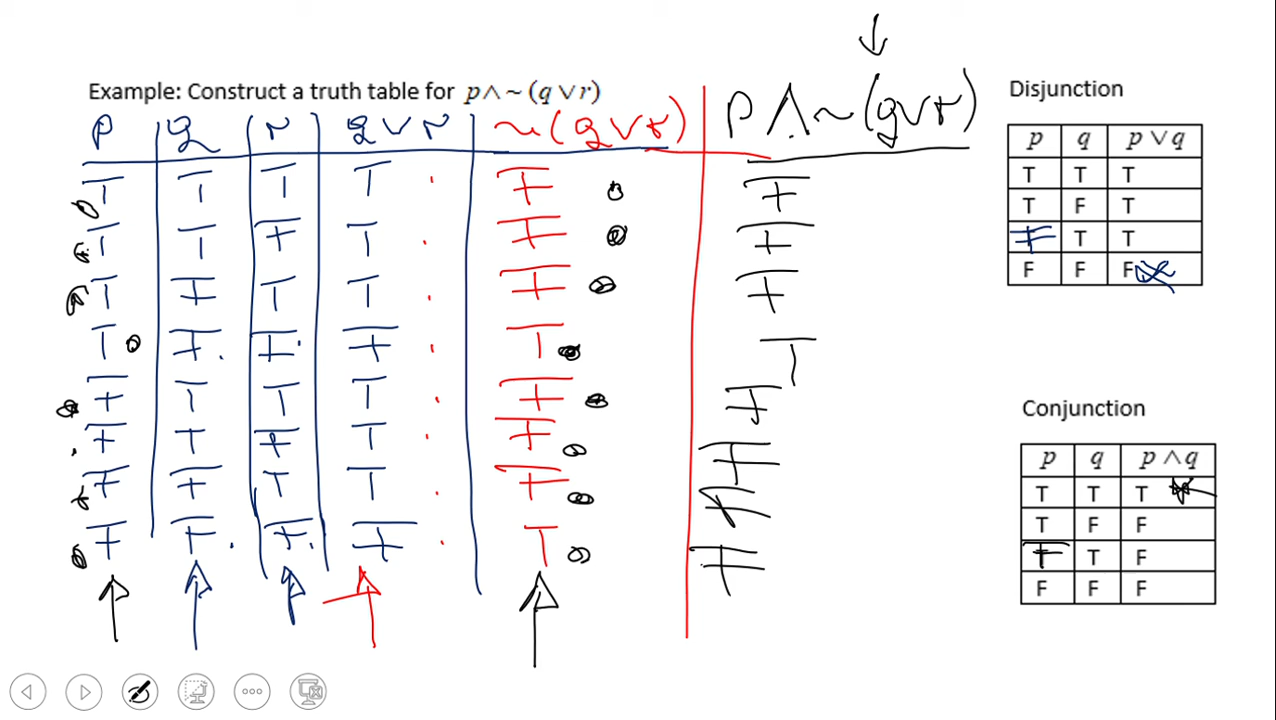 Example: Construct a truth table for p ∧ ~ (q ∨ r)
p q r q ∨ r ~(q ∨ r) p ∧ ~(q ∨ r)
T T T T F F
T T F T F F
T F T T F F
T F F F T T
F T T T F F
F T F T F F
F F T T F F
F F F F T F
Disjunction
p q p ∨ q
T T T
T F T
F T T
F F F
Conjunction
p q p ∧ q
T T T
T F F
F T F
F F F